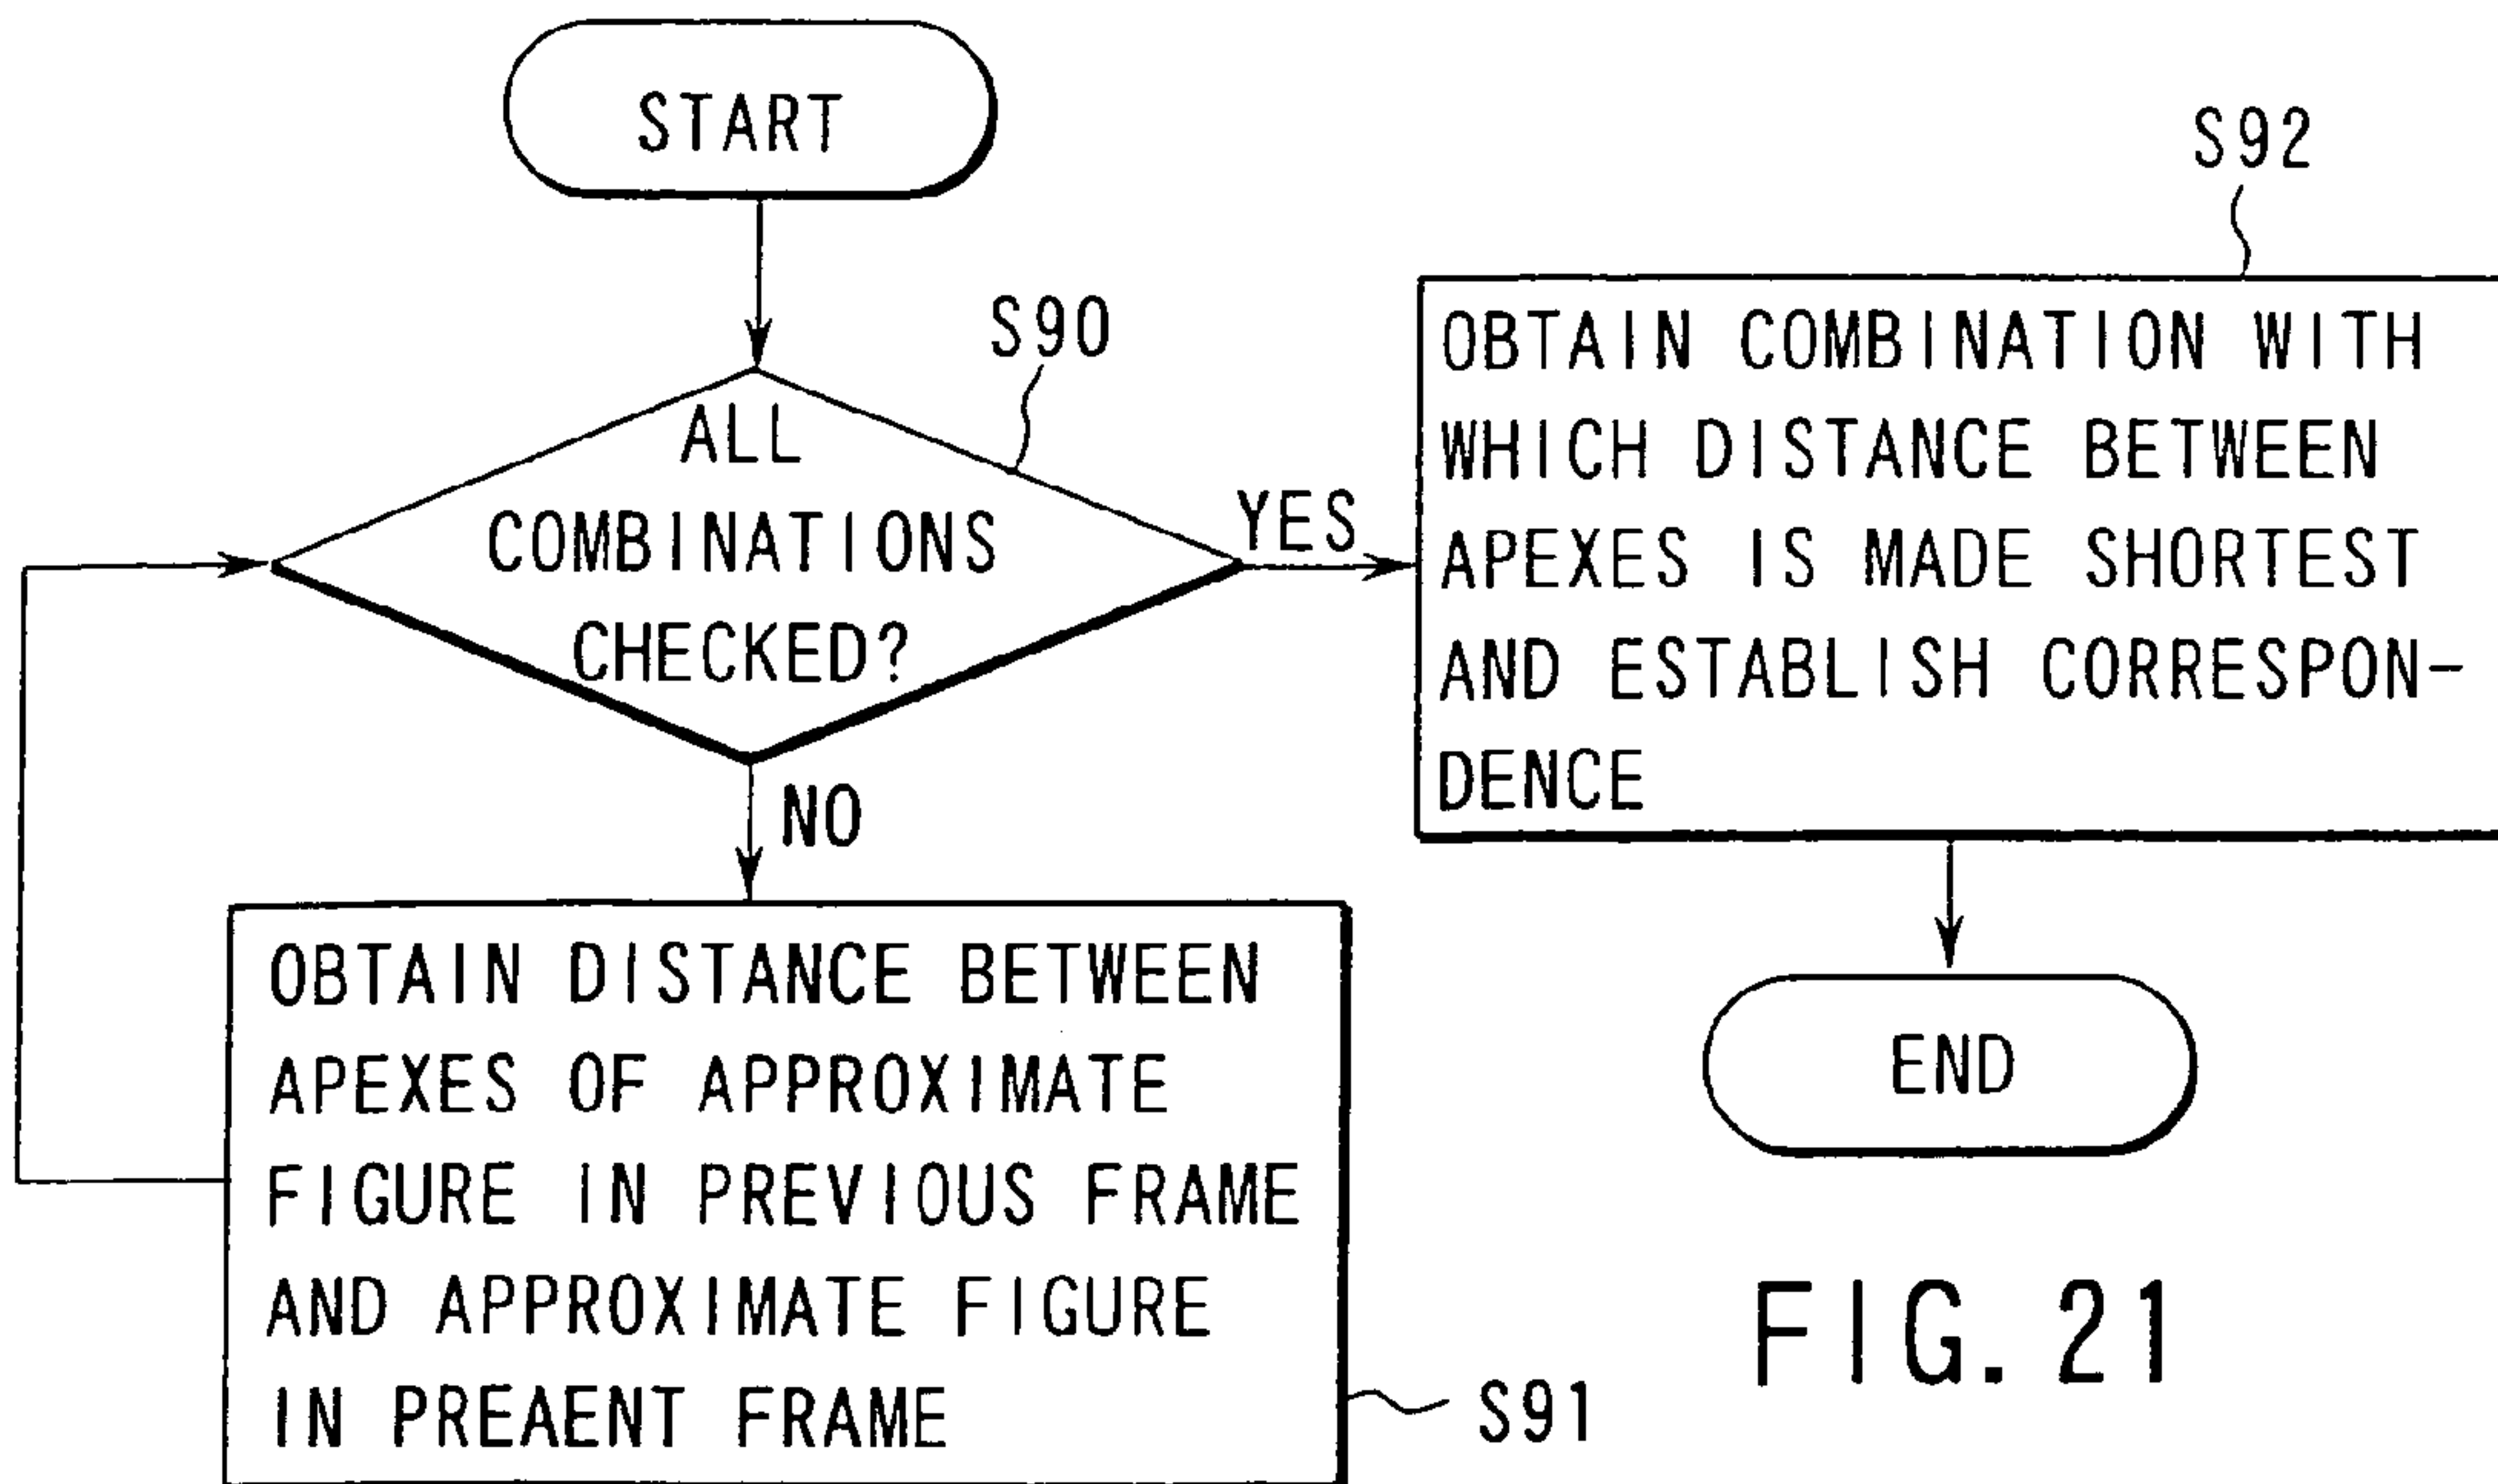 START
S90
ALL
COMBINATIONS
CHECKED?
YES
NO
OBTAIN DISTANCE BETWEEN
APEXES OF APPROXIMATE
FIGURE IN PREVIOUS FRAME
AND APPROXIMATE FIGURE
IN PREAENT FRAME
S91
S92
OBTAIN COMBINATION WITH
WHICH DISTANCE BETWEEN
APEXES IS MADE SHORTEST
AND ESTABLISH CORRESPON-
DENCE
END
FIG. 21